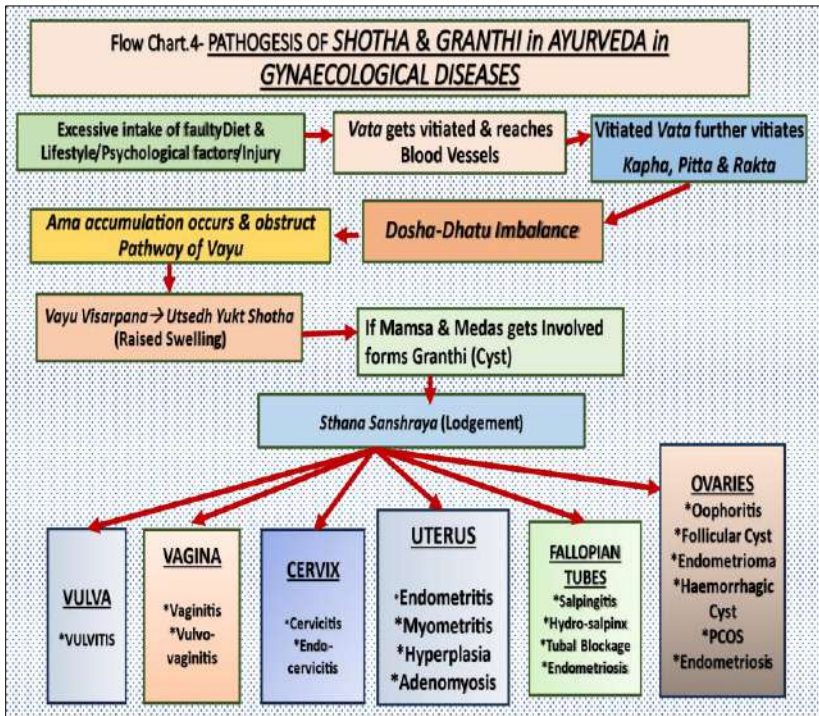 Flow Chart.4- PATHOGESIS OF SHOTHA & GRANTHI in AYURVEDA in
GYNAECOLOGICAL DISEASES
Excessive intake of faultyDiet &
Lifestyle/Psychological factors/Injury
Vata gets vitiated & reaches
Blood Vessels
Vitiated Vata further vitiates
Kapha, Pitta & Rakta
Ama accumulation occurs & obstruct
Pathway of Vayu
Dosha-Dhatu Imbalance
Vayu Visarpana→ Utsedh Yukt Shotha
(Raised Swelling)
If Mamsa & Medas gets Involved
forms Granthi (Cyst)
Sthana Sanshraya (Lodgement)
VULVA
*VULVITIS
VAGINA
*Vaginitis
*Vulvo-
vaginitis
CERVIX
*Cervicitis
*Endo-
cervicitis
UTERUS
*Endometritis
*Myometritis
*Hyperplasia
*Adenomyosis
FALLOPIAN
TUBES
*Salpingitis
*Hydro-salpinx
*Tubal Blockage
*Endometriosis
OVARIES
*Oophoritis
*Follicular Cyst
*Endometrioma
*Haemorrhagic
Cyst
*PCOS
*Endometriosis